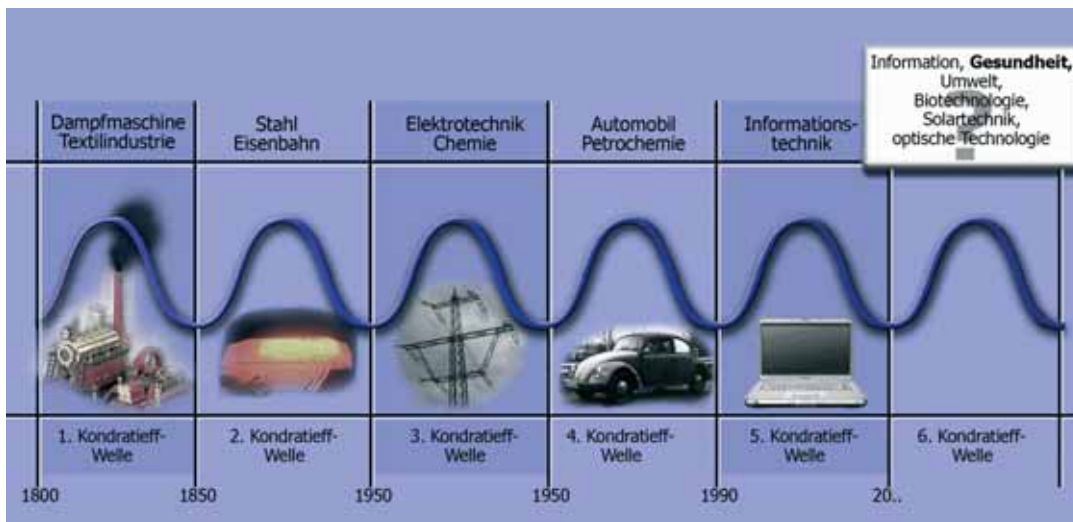 Information, Gesundheit,
Umwelt,
Biotechnologie,
Solartechnik,
optische Technologie
?
Dampfmaschine
Textilindustrie
Stahl
Eisenbahn
Elektrotechnik
Chemie
Automobil
Petrochemie
Informations-
technik
1. Kondratieff-
Welle
2. Kondratieff-
Welle
3. Kondratieff-
Welle
4. Kondratieff-
Welle
5. Kondratieff-
Welle
6. Kondratieff-
Welle
1800
1850
1950
1950
1990
20..